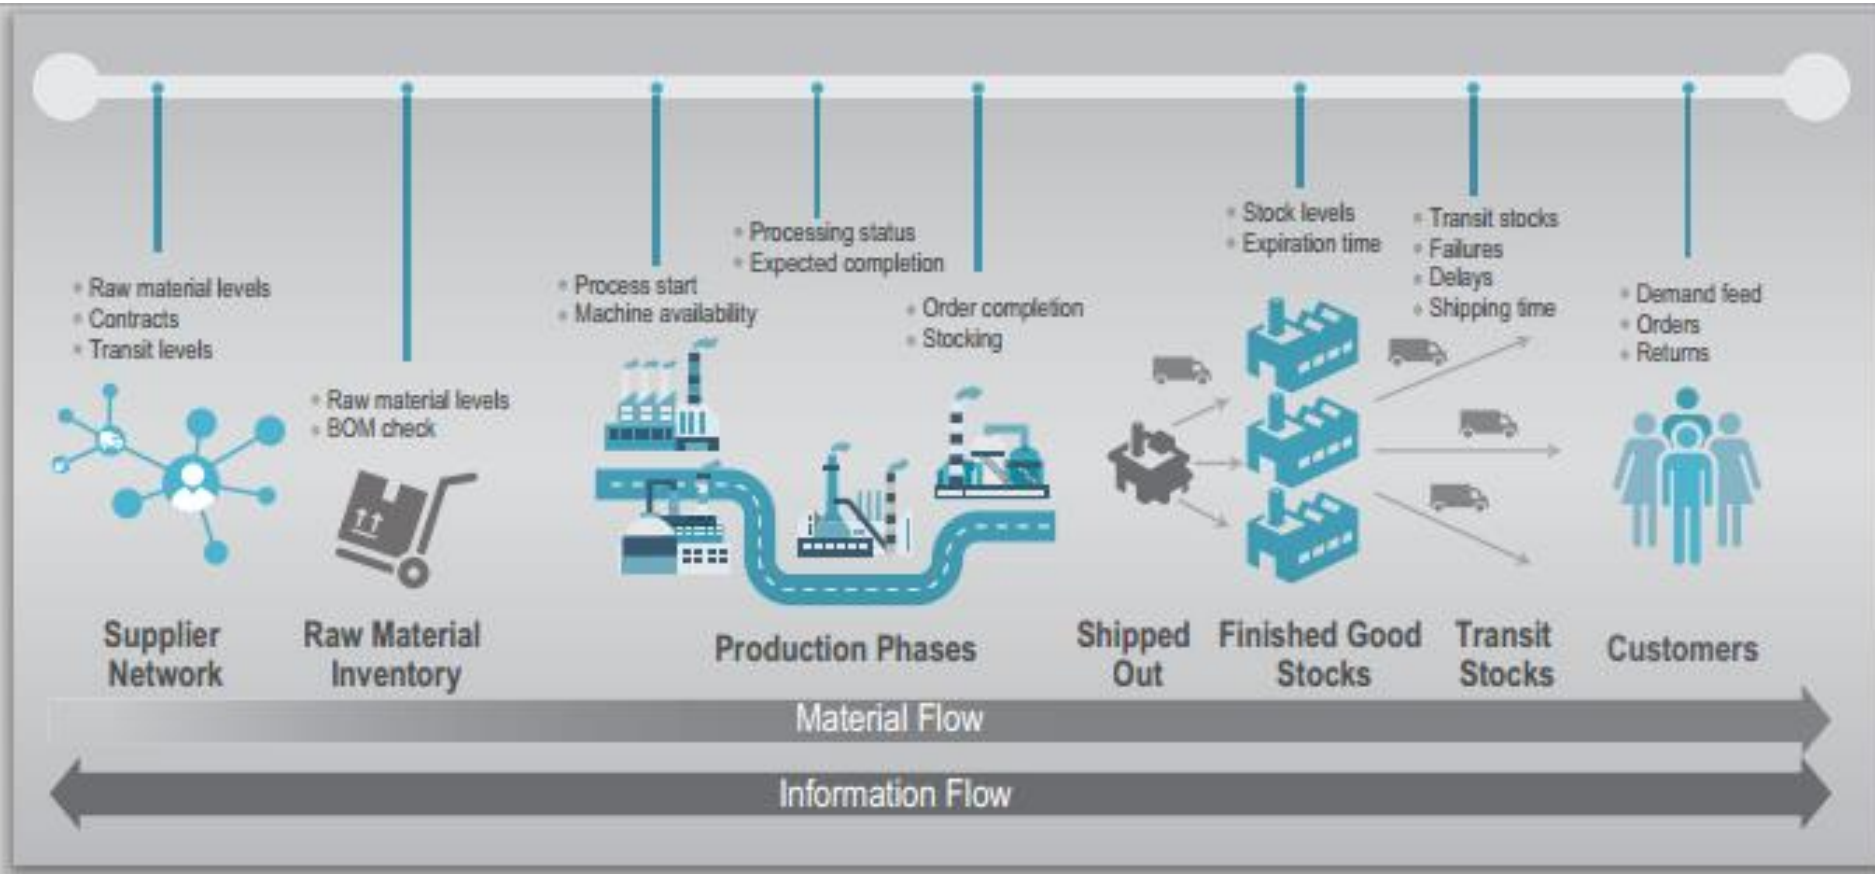 • Raw material levels
• Contracts
• Transit levels
Supplier
Network
• Raw material levels
• BOM check
Raw Material
Inventory
• Process start
• Machine availability
• Processing status
• Expected completion
• Order completion
• Stocking
Production Phases
Shipped
Out
• Stock levels
• Expiration time
Finished Good
Stocks
• Transit stocks
• Failures
• Delays
• Shipping time
Transit
Stocks
• Demand feed
• Orders
• Returns
Customers
Material Flow
Information Flow